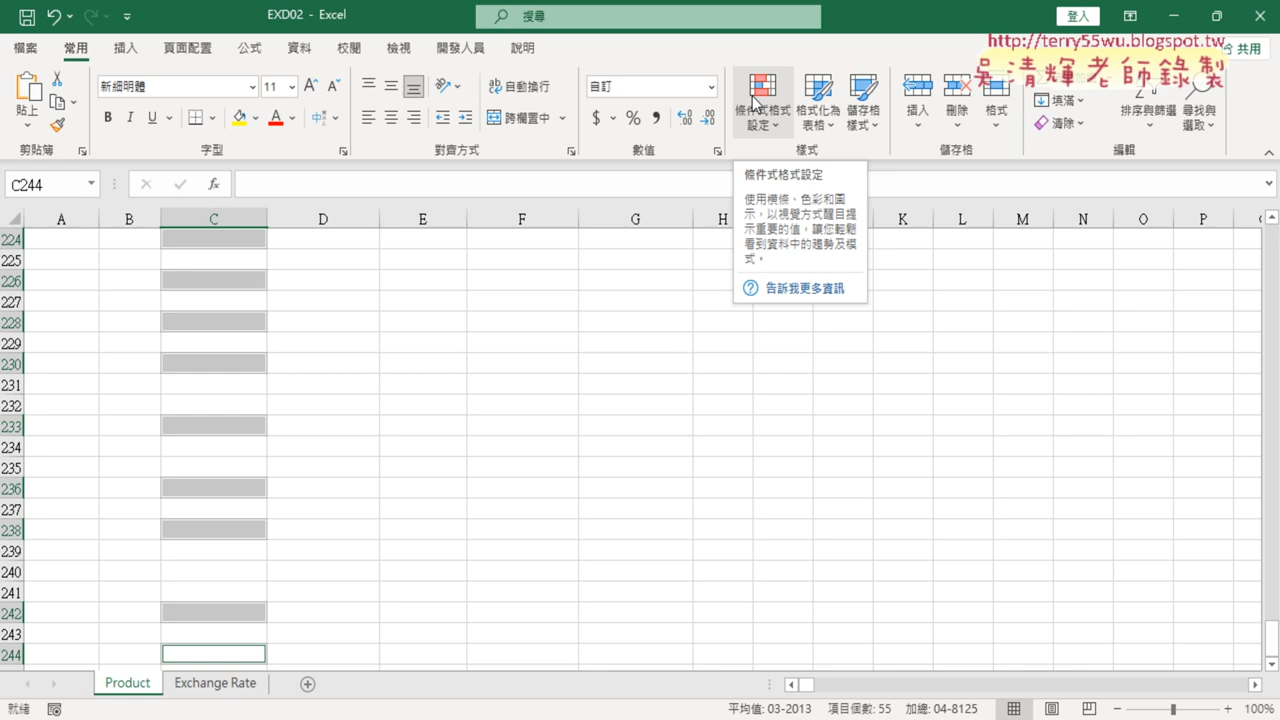 EXD02 - Excel
搜尋
登入
http://terry55wu.blogspot.tw
吳清輝老師錄製
共用
檔案 常用 插入 頁面配置 公式 資料 校閱 檢視 開發人員 說明
貼上
剪貼簿
新細明體 11
B I U A 中
字型
自動換行
跨欄置中
對齊方式
自訂
$ % ,
數值
條件式格式設定
格式化為表格
儲存格樣式
樣式
插入 刪除 格式
儲存格
填滿
清除
排序與篩選
尋找與選取
編輯
C244
fx
條件式格式設定
使用橫條、色彩和圖
示，以視覺方式醒目提
示重要的值，讓您輕鬆
看到資料中的趨勢及模
式。
告訴我更多資訊
A B C D E F G H K L M N O P
224
225
226
227
228
229
230
231
232
233
234
235
236
237
238
239
240
241
242
243
244
Product Exchange Rate
就緒
平均值: 03-2013 項目個數: 55 加總: 04-8125
100%